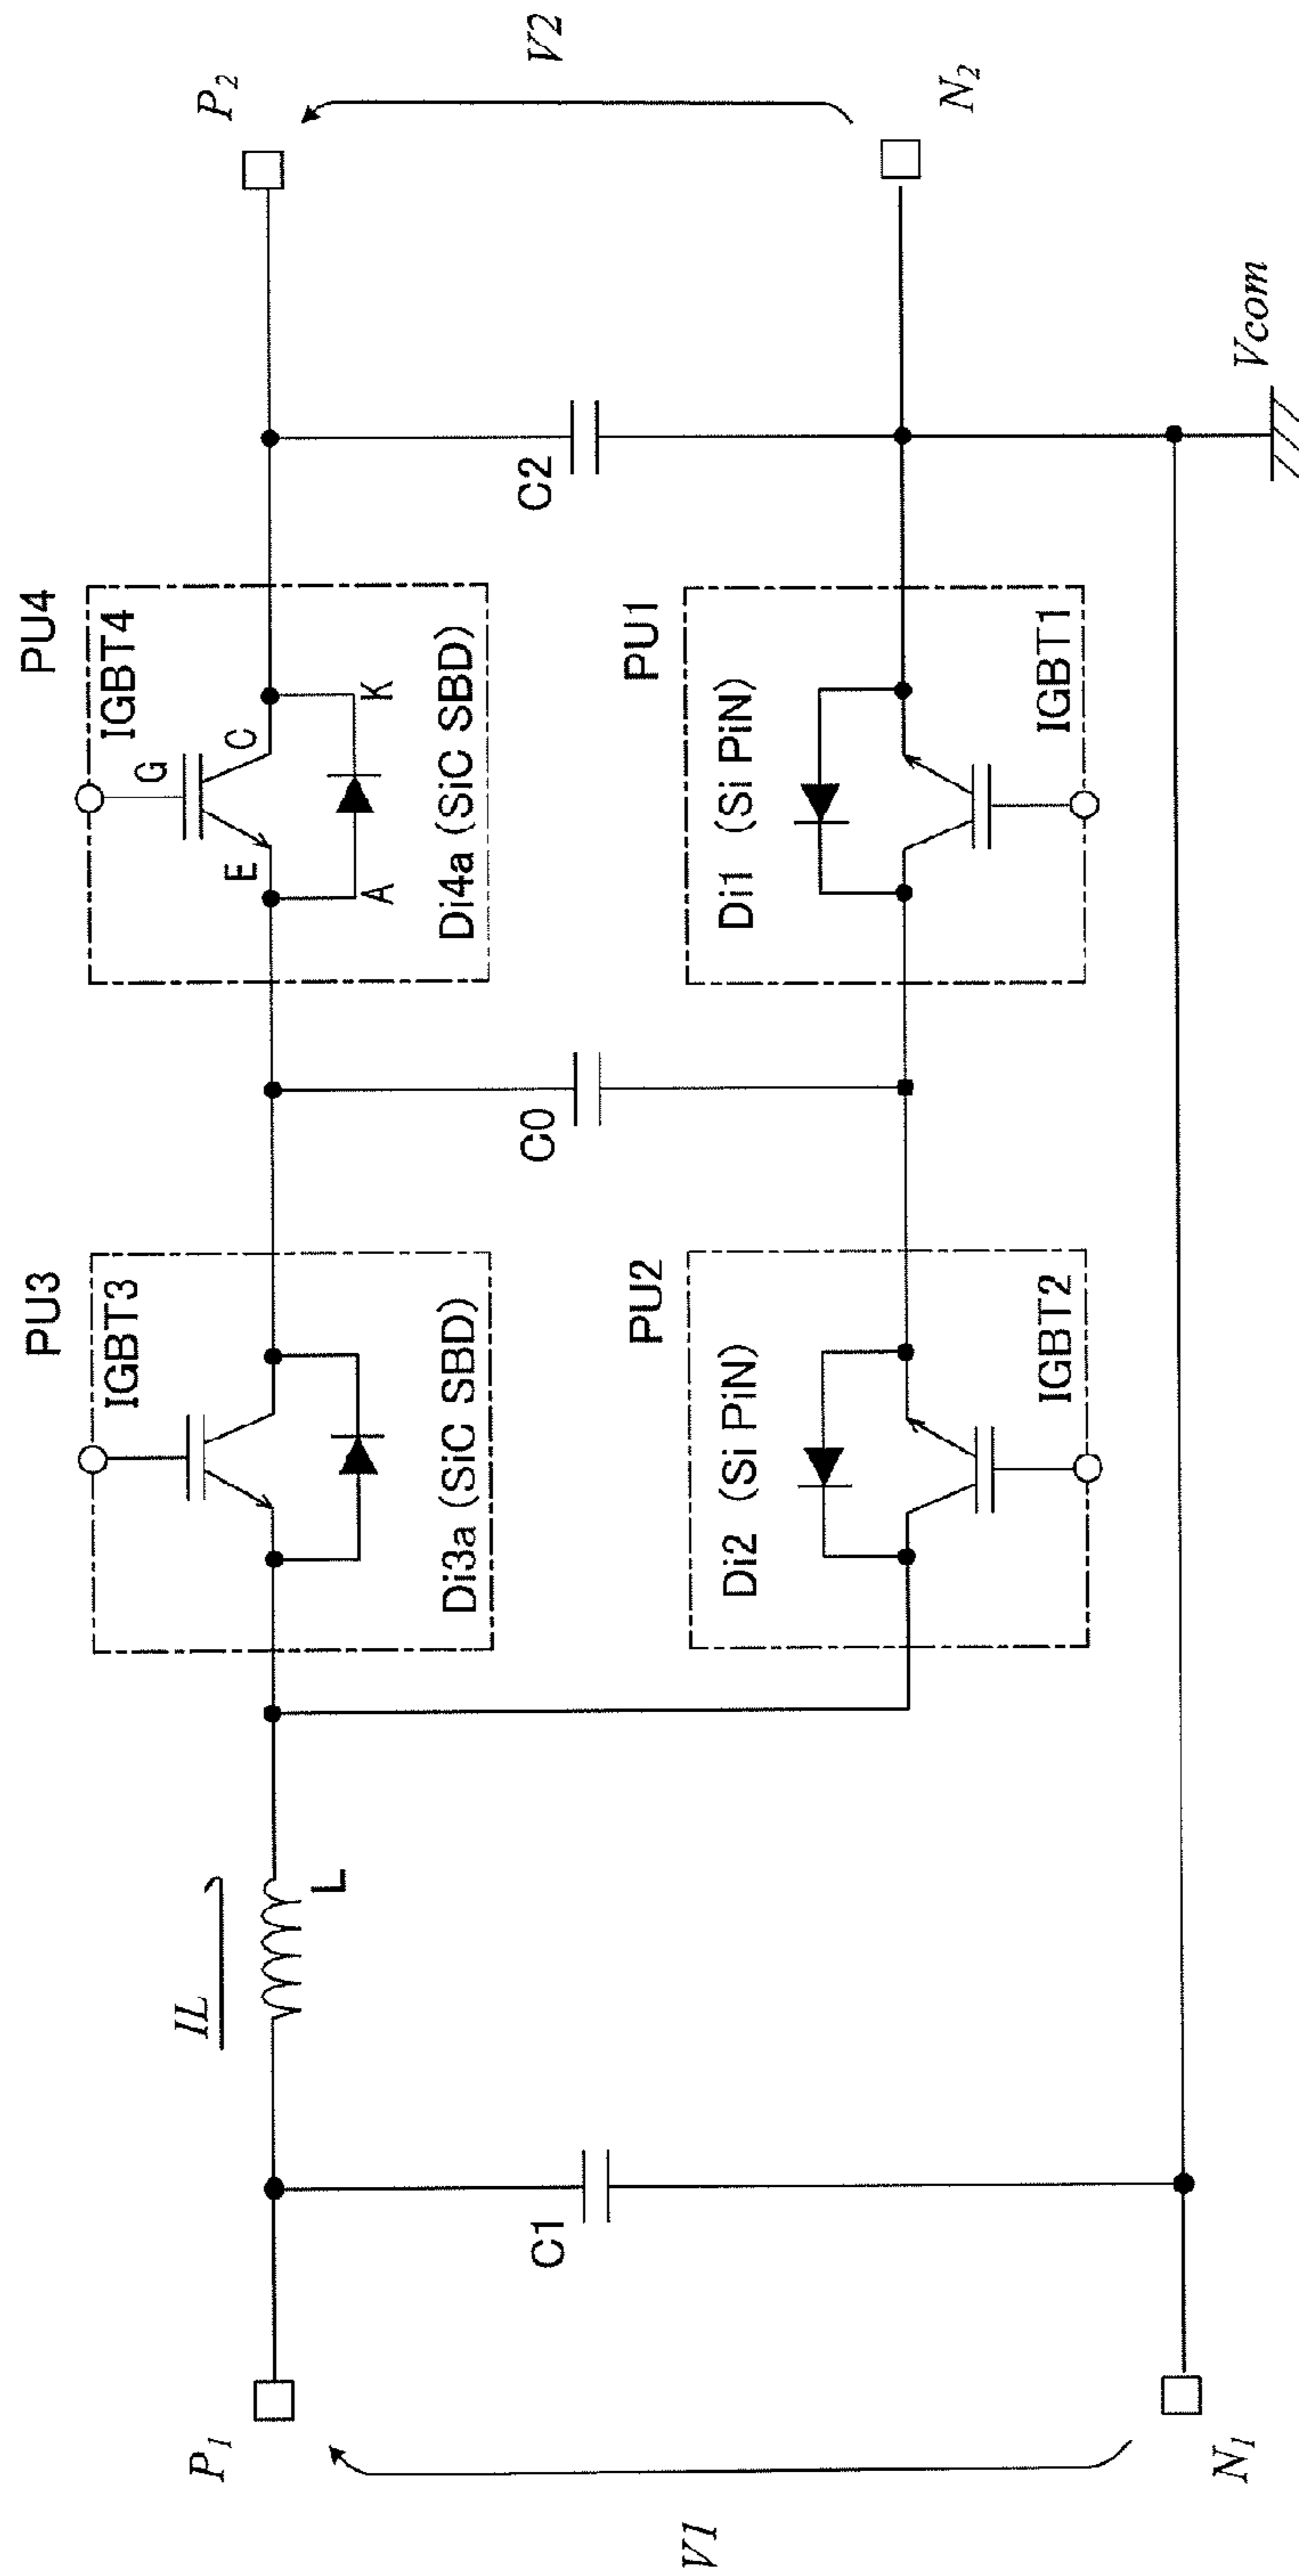 PU3
IGBT3
Di3a (SiC SBD)
PU4
IGBT4
G
E
C
A
K
Di4a (SiC SBD)
P1
IL
L
P2
V1
C1
C0
C2
V2
PU2
Di2 (Si PiN)
IGBT2
PU1
Di1 (Si PiN)
IGBT1
N2
N1
Vcom